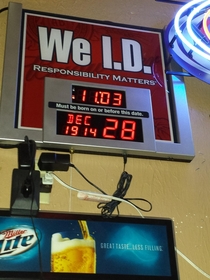 We I.D.
RESPONSIBILITY MATTERS
11:03
Must be born on or before this date.
DEC
1914 28
Miller
Lite
GREAT TASTE. LESS FILLING.